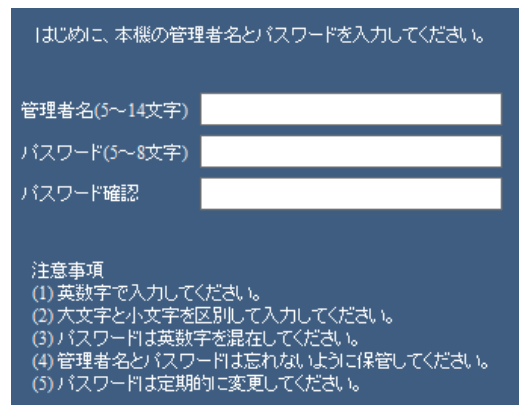 はじめに、本機の管理者名とパスワードを入力してください。
管理者名(5～14文字)
パスワード(5～8文字)
パスワード確認
注意事項
(1) 英数字で入力してください。
(2) 大文字と小文字を区別して入力してください。
(3) パスワードは英数字を混在してください。
(4) 管理者名とパスワードは忘れないように保管してください。
(5) パスワードは定期的に変更してください。